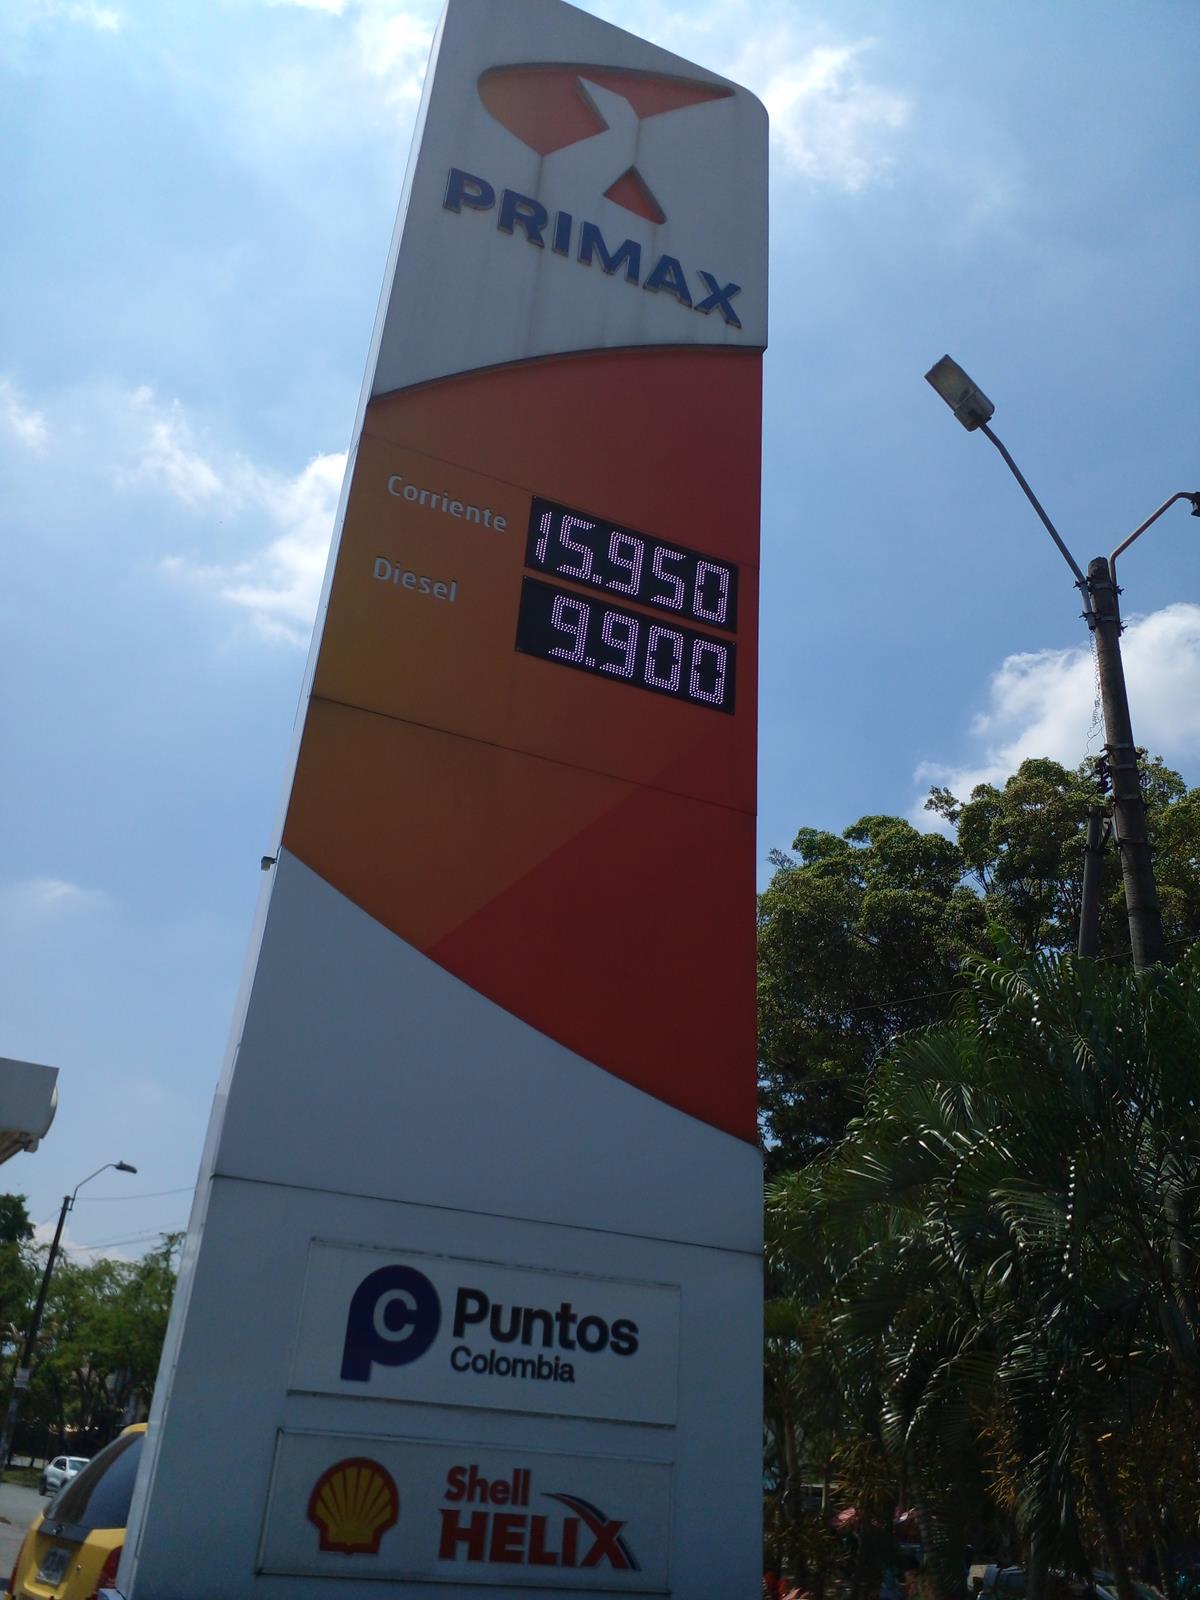 PRIMAX
Corriente 15.950
Diesel 9.900
Puntos
Colombia
Shell
HELIX